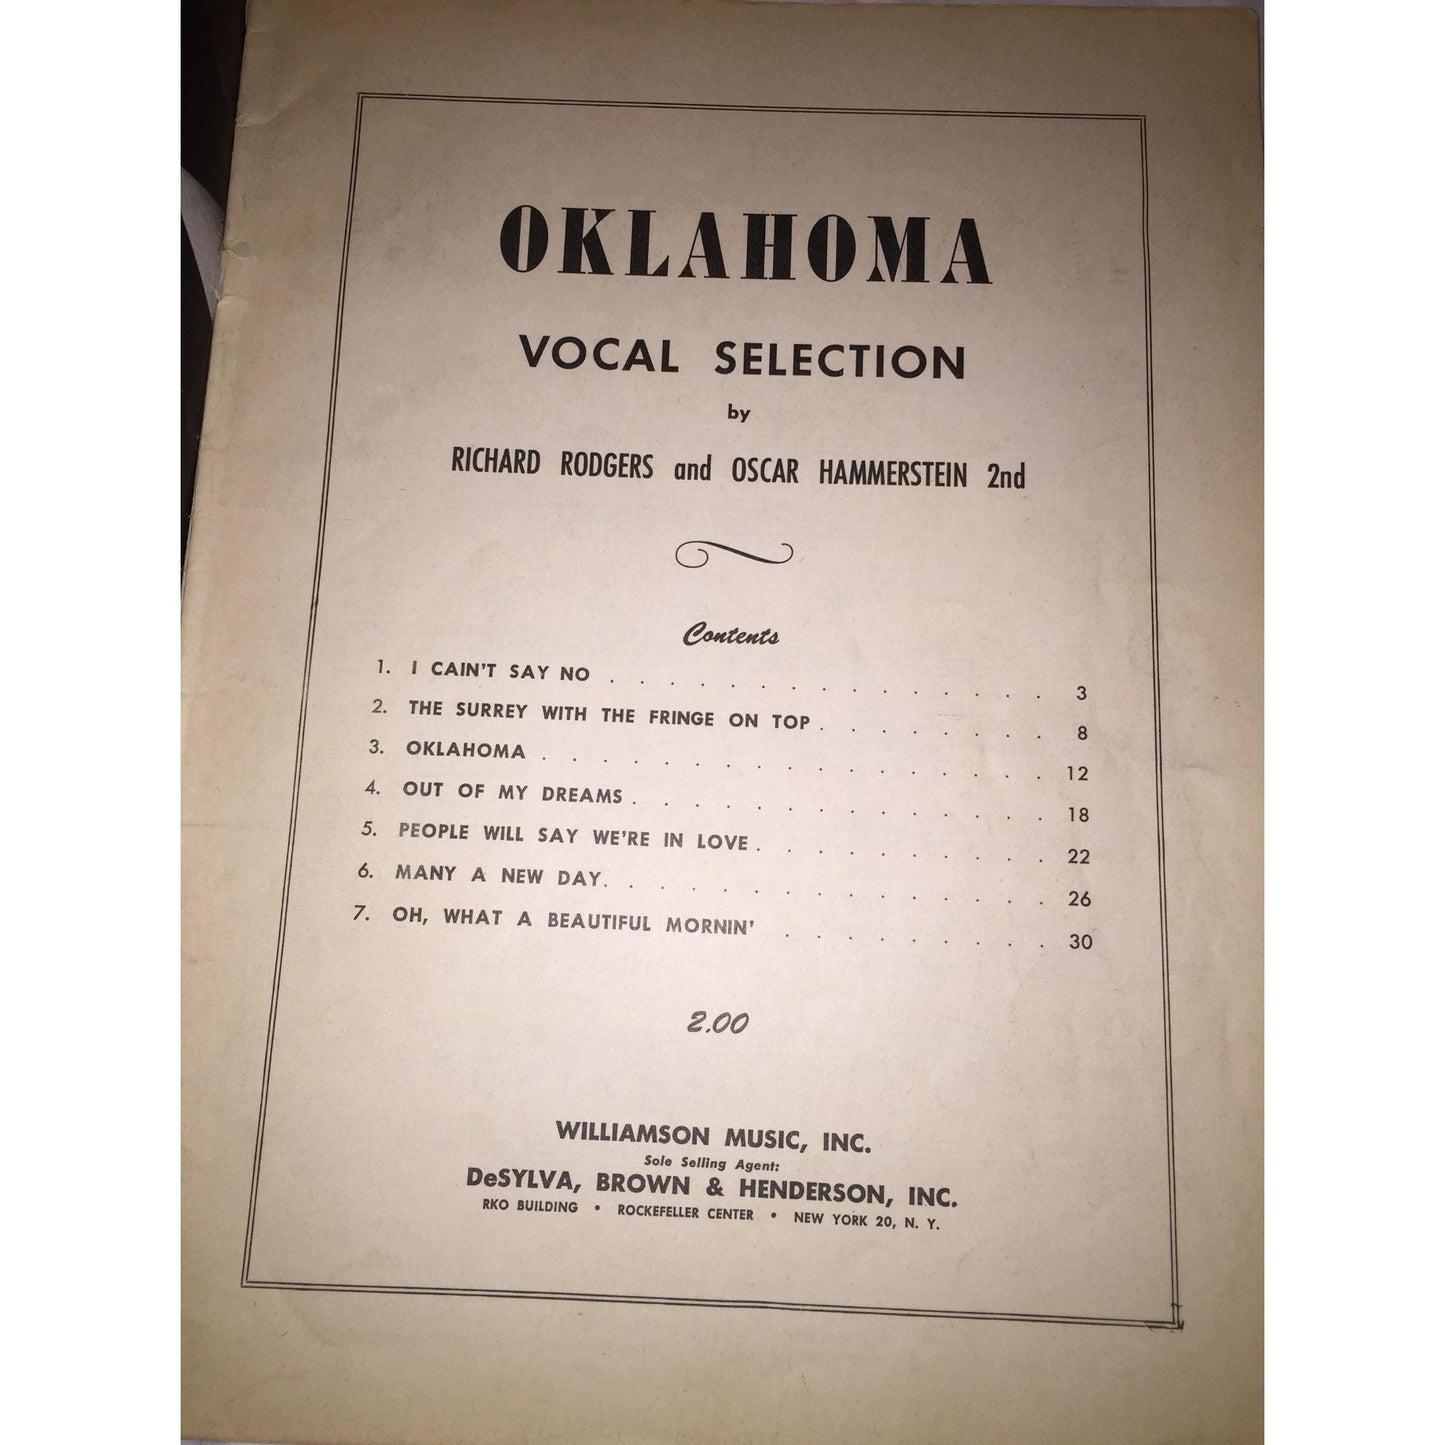 OKLAHOMA
VOCAL SELECTION
by
RICHARD RODGERS and OSCAR HAMMERSTEIN 2nd
Contents
1. I CAIN'T SAY NO . . . . . . . . . . . . . . . 3
2. THE SURREY WITH THE FRINGE ON TOP . . . . . . . . 8
3. OKLAHOMA . . . . . . . . . . . . . . . . . 12
4. OUT OF MY DREAMS . . . . . . . . . . . . . . 18
5. PEOPLE WILL SAY WE'RE IN LOVE . . . . . . . . . . 22
6. MANY A NEW DAY . . . . . . . . . . . . . . . 26
7. OH, WHAT A BEAUTIFUL MORNIN' . . . . . . . . . 30
2.00
WILLIAMSON MUSIC, INC.
Sole Selling Agent:
DeSYLVA, BROWN & HENDERSON, INC.
RKO BUILDING • ROCKEFELLER CENTER • NEW YORK 20, N. Y.